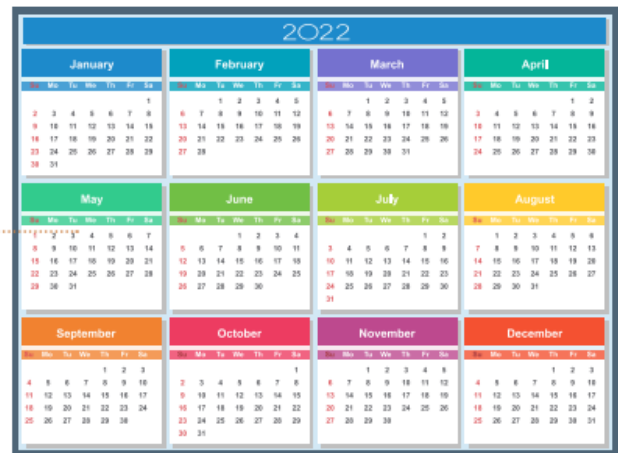 2022
January
Su Mo Tu We Th Fr Sa
1
2 3 4 5 6 7 8
9 10 11 12 13 14 15
16 17 18 19 20 21 22
23 24 25 26 27 28 29
30 31
February
Su Mo Tu We Th Fr Sa
1 2 3 4 5
6 7 8 9 10 11 12
13 14 15 16 17 18 19
20 21 22 23 24 25 26
27 28
March
Su Mo Tu We Th Fr Sa
1 2 3 4 5
6 7 8 9 10 11 12
13 14 15 16 17 18 19
20 21 22 23 24 25 26
27 28 29 30 31
April
Su Mo Tu We Th Fr Sa
1 2
3 4 5 6 7 8 9
10 11 12 13 14 15 16
17 18 19 20 21 22 23
24 25 26 27 28 29 30
May
Su Mo Tu We Th Fr Sa
1 2 3 4 5 6 7
8 9 10 11 12 13 14
15 16 17 18 19 20 21
22 23 24 25 26 27 28
29 30 31
June
Su Mo Tu We Th Fr Sa
1 2 3 4
5 6 7 8 9 10 11
12 13 14 15 16 17 18
19 20 21 22 23 24 25
26 27 28 29 30
July
Su Mo Tu We Th Fr Sa
1 2
3 4 5 6 7 8 9
10 11 12 13 14 15 16
17 18 19 20 21 22 23
24 25 26 27 28 29 30
31
August
Su Mo Tu We Th Fr Sa
1 2 3 4 5 6
7 8 9 10 11 12 13
14 15 16 17 18 19 20
21 22 23 24 25 26 27
28 29 30 31
September
Su Mo Tu We Th Fr Sa
1 2 3
4 5 6 7 8 9 10
11 12 13 14 15 16 17
18 19 20 21 22 23 24
25 26 27 28 29 30
October
Su Mo Tu We Th Fr Sa
1
2 3 4 5 6 7 8
9 10 11 12 13 14 15
16 17 18 19 20 21 22
23 24 25 26 27 28 29
30 31
November
Su Mo Tu We Th Fr Sa
1 2 3 4 5
6 7 8 9 10 11 12
13 14 15 16 17 18 19
20 21 22 23 24 25 26
27 28 29 30
December
Su Mo Tu We Th Fr Sa
1 2 3
4 5 6 7 8 9 10
11 12 13 14 15 16 17
18 19 20 21 22 23 24
25 26 27 28 29 30 31